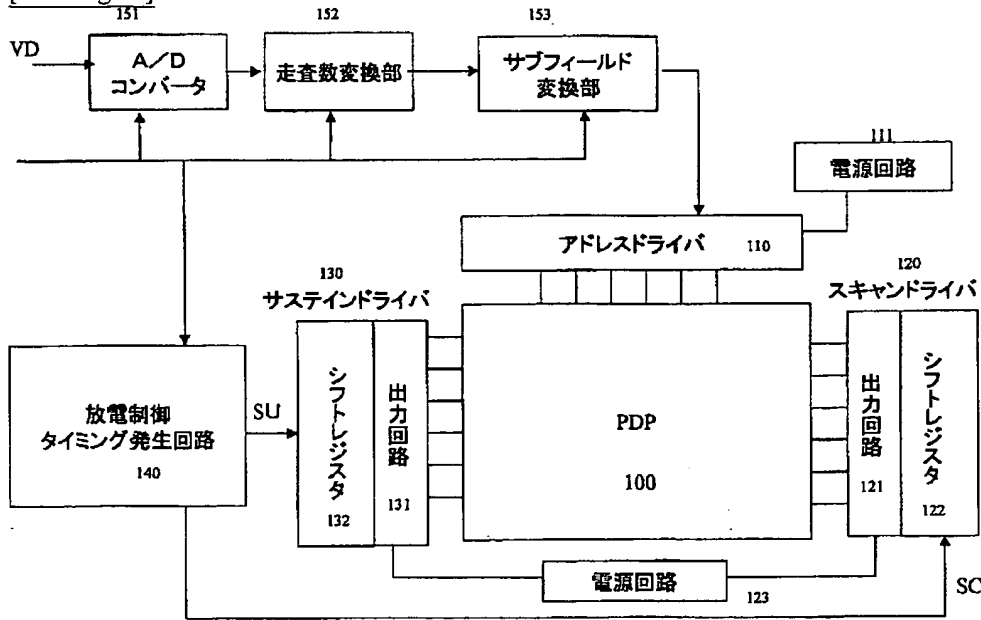 151
152
153
VD
A／D
コンバータ
走査数変換部
サブフィールド
変換部
111
電源回路
アドレスドライバ 110
130
サステインドライバ
120
スキャンドライバ
放電制御
タイミング発生回路
140
SU
シフトレジスタ
132
出力回路
131
PDP
100
出力回路
121
シフトレジスタ
122
電源回路
123
SC